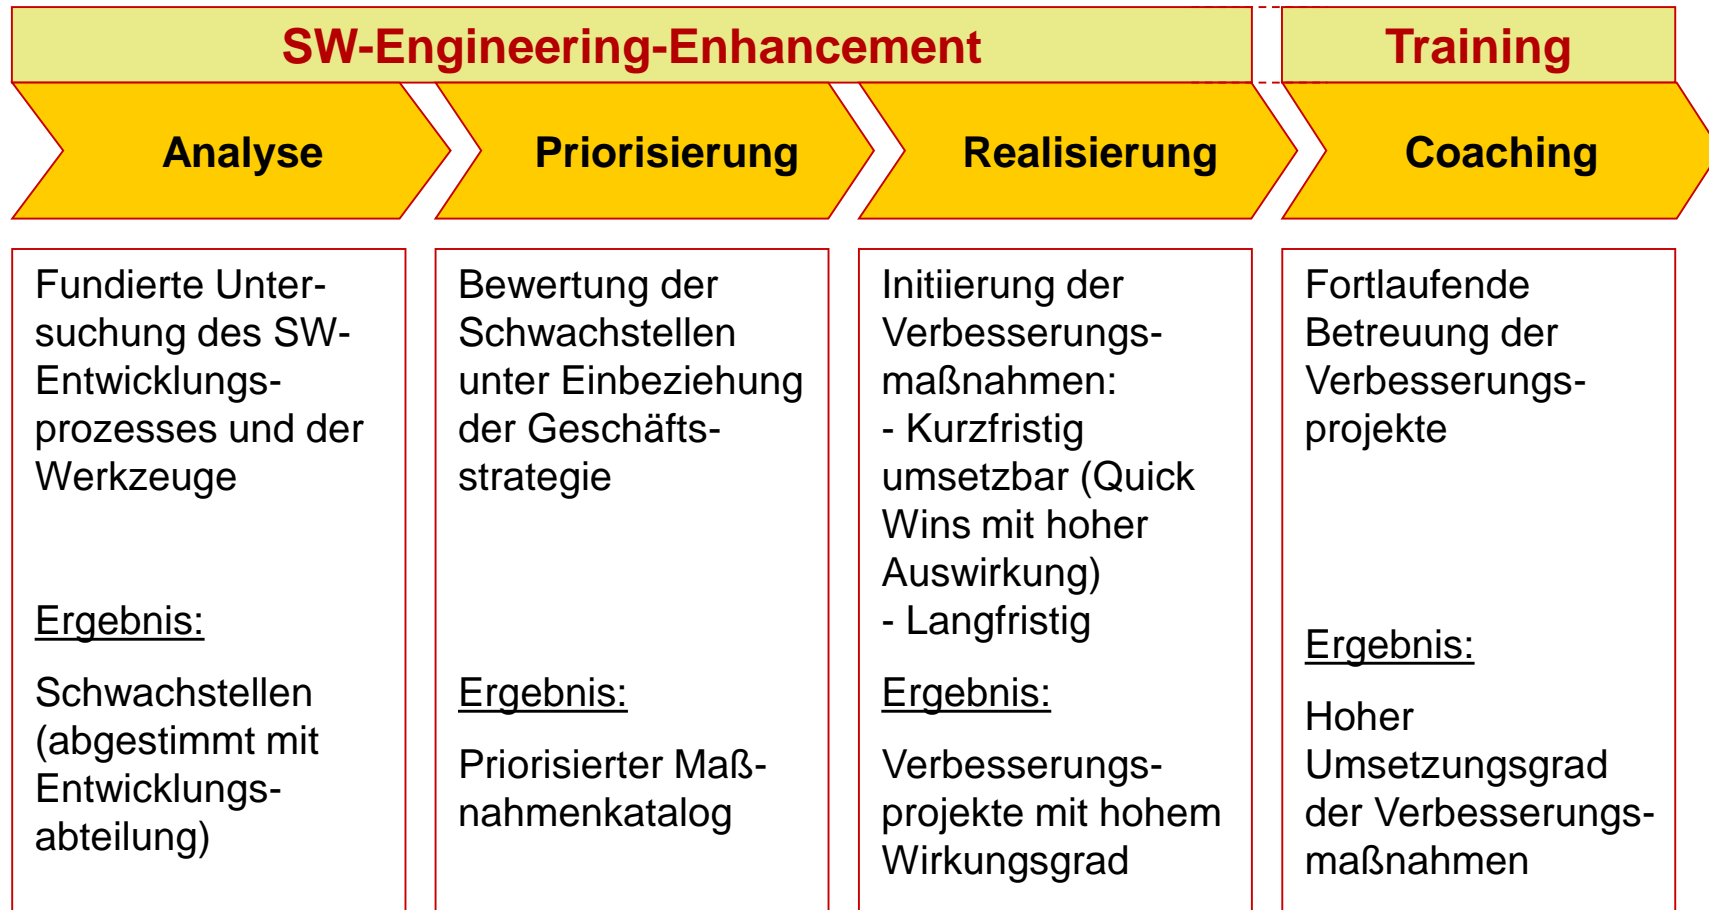 SW-Engineering-Enhancement
Training
Analyse
Priorisierung
Realisierung
Coaching
Fundierte Unter-
suchung des SW-
Entwicklungs-
prozesses und der
Werkzeuge
Ergebnis:
Schwachstellen
(abgestimmt mit
Entwicklungs-
abteilung)
Bewertung der
Schwachstellen
unter Einbeziehung
der Geschäfts-
strategie
Ergebnis:
Priorisierter Maß-
nahmenkatalog
Initiierung der
Verbesserungs-
maßnahmen:
- Kurzfristig
umsetzbar (Quick
Wins mit hoher
Auswirkung)
- Langfristig
Ergebnis:
Verbesserungs-
projekte mit hohem
Wirkungsgrad
Fortlaufende
Betreuung der
Verbesserungs-
projekte
Ergebnis:
Hoher
Umsetzungsgrad
der Verbesserungs-
maßnahmen